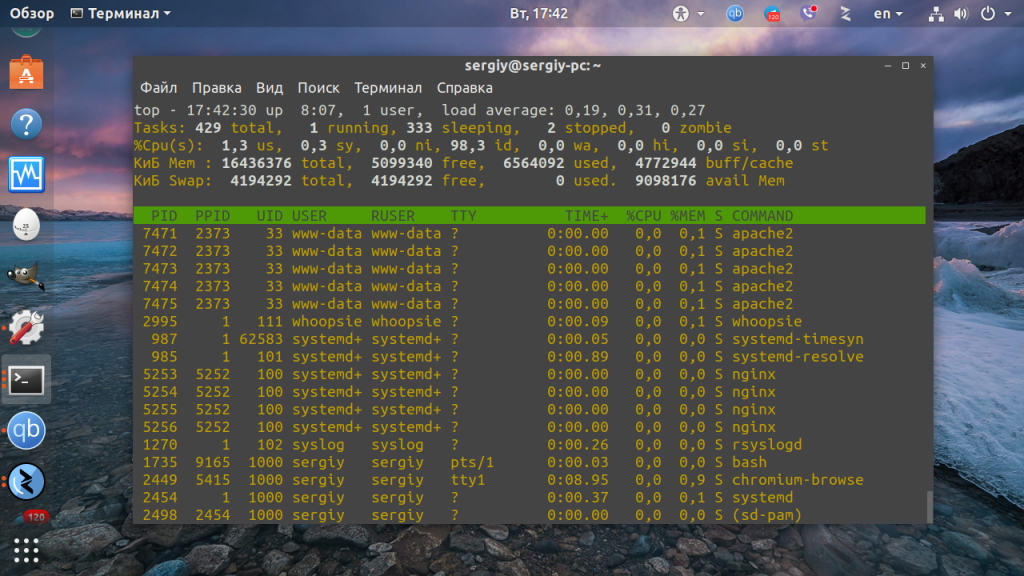 Обзор Терминал Вт, 17:42 qb 120 en
sergiy@sergiy-pc: ~
Файл Правка Вид Поиск Терминал Справка
top - 17:42:30 up  8:07,  1 user,  load average: 0,19, 0,31, 0,27
Tasks: 429 total,   1 running, 333 sleeping,   2 stopped,   0 zombie
%Cpu(s):  1,3 us,  0,3 sy,  0,0 ni, 98,3 id,  0,0 wa,  0,0 hi,  0,0 si,  0,0 st
КиБ Mem : 16436376 total,  5099340 free,  6564092 used,  4772944 buff/cache
КиБ Swap:  4194292 total,  4194292 free,        0 used.  9098176 avail Mem
PID  PPID   UID USER     RUSER    TTY          TIME+  %CPU %MEM S COMMAND
7471  2373    33 www-data www-data ?          0:00.00   0,0  0,1 S apache2
7472  2373    33 www-data www-data ?          0:00.00   0,0  0,1 S apache2
7473  2373    33 www-data www-data ?          0:00.00   0,0  0,1 S apache2
7474  2373    33 www-data www-data ?          0:00.00   0,0  0,1 S apache2
7475  2373    33 www-data www-data ?          0:00.00   0,0  0,1 S apache2
2995     1   111 whoopsie whoopsie ?          0:00.09   0,0  0,1 S whoopsie
987     1 62583 systemd+ systemd+ ?          0:00.05   0,0  0,0 S systemd-timesyn
985     1   101 systemd+ systemd+ ?          0:00.89   0,0  0,0 S systemd-resolve
5253  5252   100 systemd+ systemd+ ?          0:00.00   0,0  0,0 S nginx
5254  5252   100 systemd+ systemd+ ?          0:00.00   0,0  0,0 S nginx
5255  5252   100 systemd+ systemd+ ?          0:00.00   0,0  0,0 S nginx
5256  5252   100 systemd+ systemd+ ?          0:00.00   0,0  0,0 S nginx
1270     1   102 syslog   syslog   ?          0:00.26   0,0  0,0 S rsyslogd
1735  9165  1000 sergiy   sergiy   pts/1      0:00.03   0,0  0,0 S bash
2449  5415  1000 sergiy   sergiy   tty1       0:08.95   0,0  0,9 S chromium-browse
2454     1  1000 sergiy   sergiy   ?          0:00.37   0,0  0,1 S systemd
2498  2454  1000 sergiy   sergiy   ?          0:00.00   0,0  0,0 S (sd-pam)
qb
120